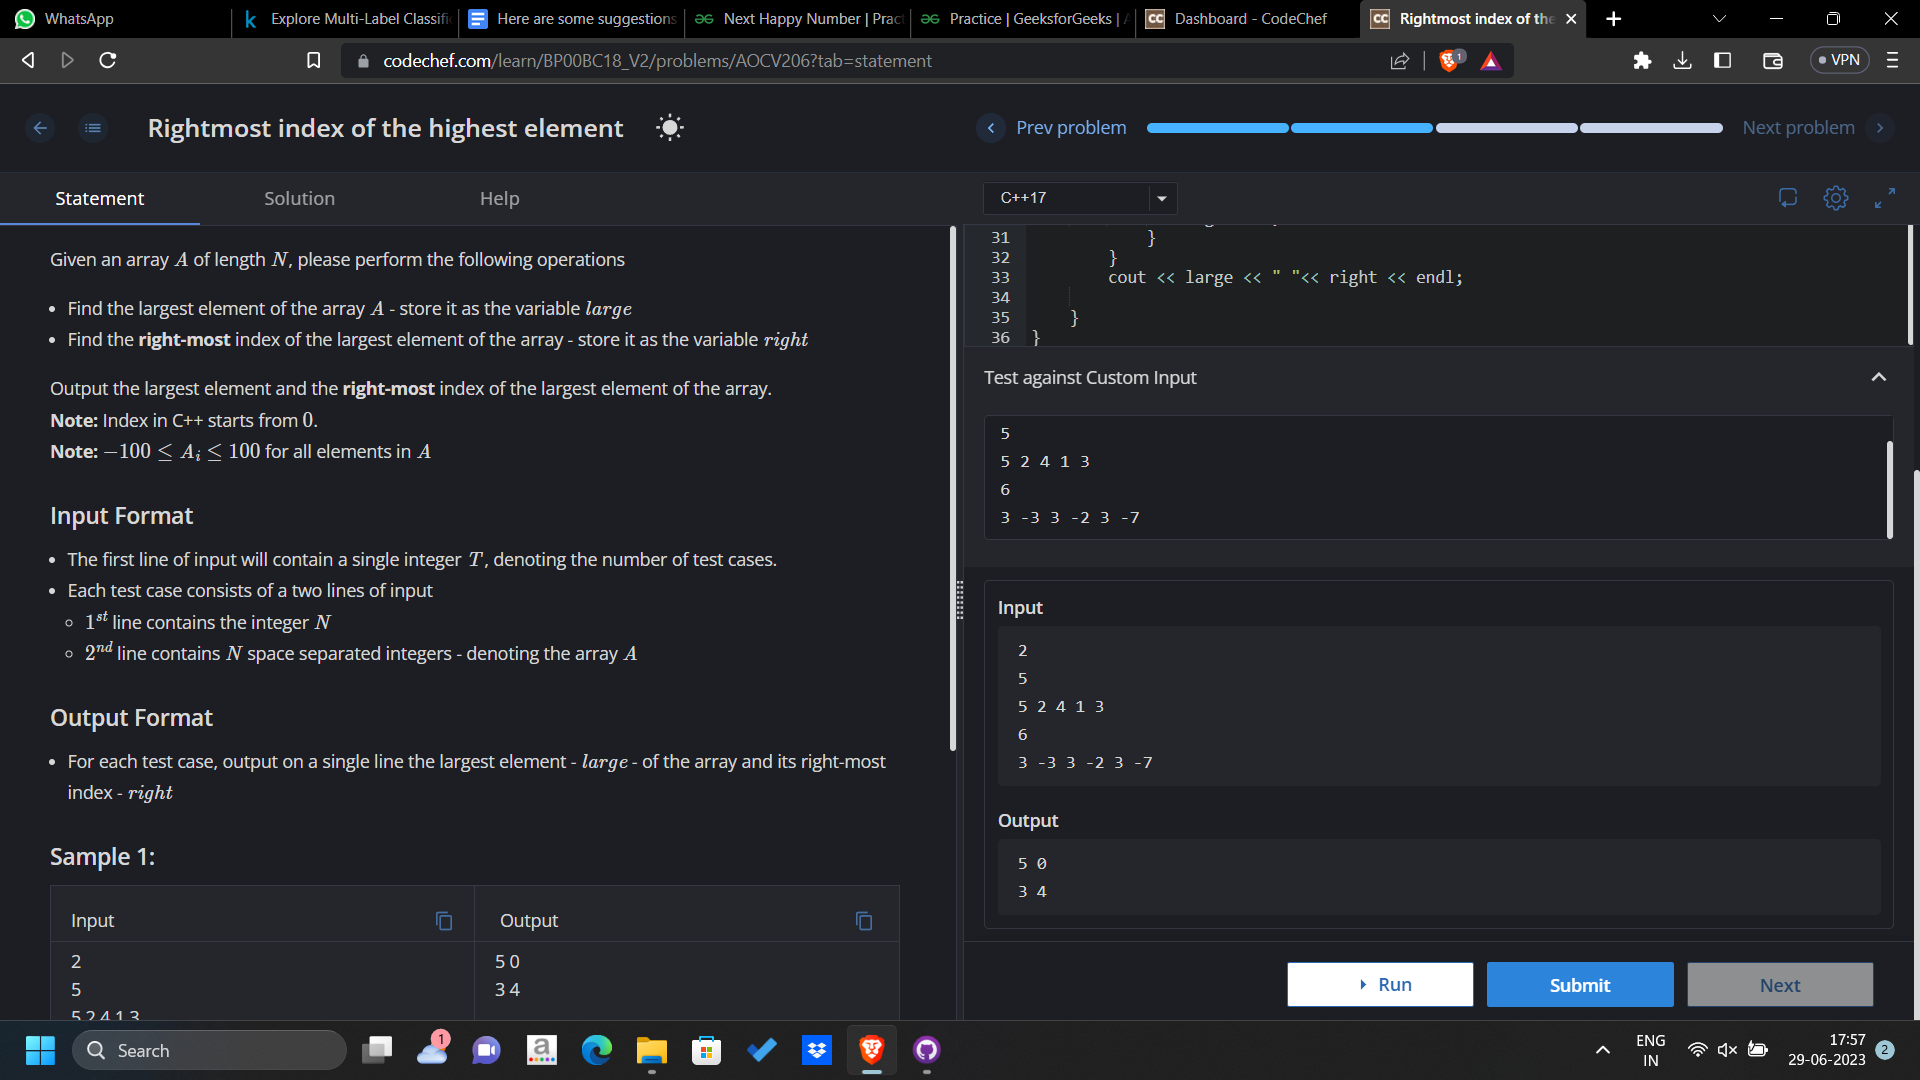 WhatsApp
Explore Multi-Label Classifi
Here are some suggestions
Next Happy Number | Prac
Practice | GeeksforGeeks | A
Dashboard - CodeChef
Rightmost index of the
codechef.com/learn/BP00BC18_V2/problems/AOCV206?tab=statement
1
VPN
Rightmost index of the highest element
Prev problem
Next problem
Statement
Solution
Help
C++17
Given an array A of length N, please perform the following operations
• Find the largest element of the array A - store it as the variable large
• Find the right-most index of the largest element of the array - store it as the variable right
Output the largest element and the right-most index of the largest element of the array.
Note: Index in C++ starts from 0.
Note: −100 ≤ Aᵢ ≤ 100 for all elements in A
Input Format
• The first line of input will contain a single integer T, denoting the number of test cases.
• Each test case consists of a two lines of input
◦ 1st line contains the integer N
◦ 2nd line contains N space separated integers - denoting the array A
Output Format
• For each test case, output on a single line the largest element - large - of the array and its right-most
index - right
Sample 1:
Input
Output
2
5 0
5
3 4
5 2 4 1 3
31 }
32 }
33 cout << large << " "<< right << endl;
34
35 }
36 }
Test against Custom Input
5
5 2 4 1 3
6
3 -3 3 -2 3 -7
Input
2
5
5 2 4 1 3
6
3 -3 3 -2 3 -7
Output
5 0
3 4
Run
Submit
Next
Search
1
a
ENG
IN
17:57
29-06-2023
2